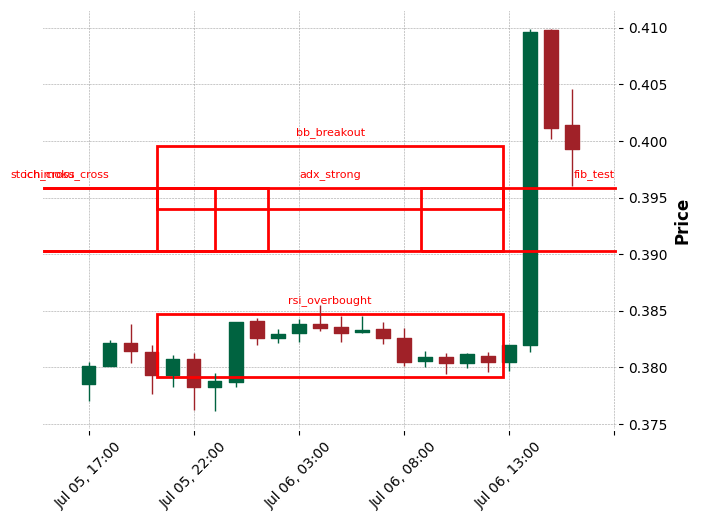 0.410
0.405
bb_breakout
0.400
stoch_cross
ichimoku_cross
adx_strong
fib_test
0.395
Price
0.390
rsi_overbought
0.385
0.380
0.375
Jul 05, 17:00
Jul 05, 22:00
Jul 06, 03:00
Jul 06, 08:00
Jul 06, 13:00